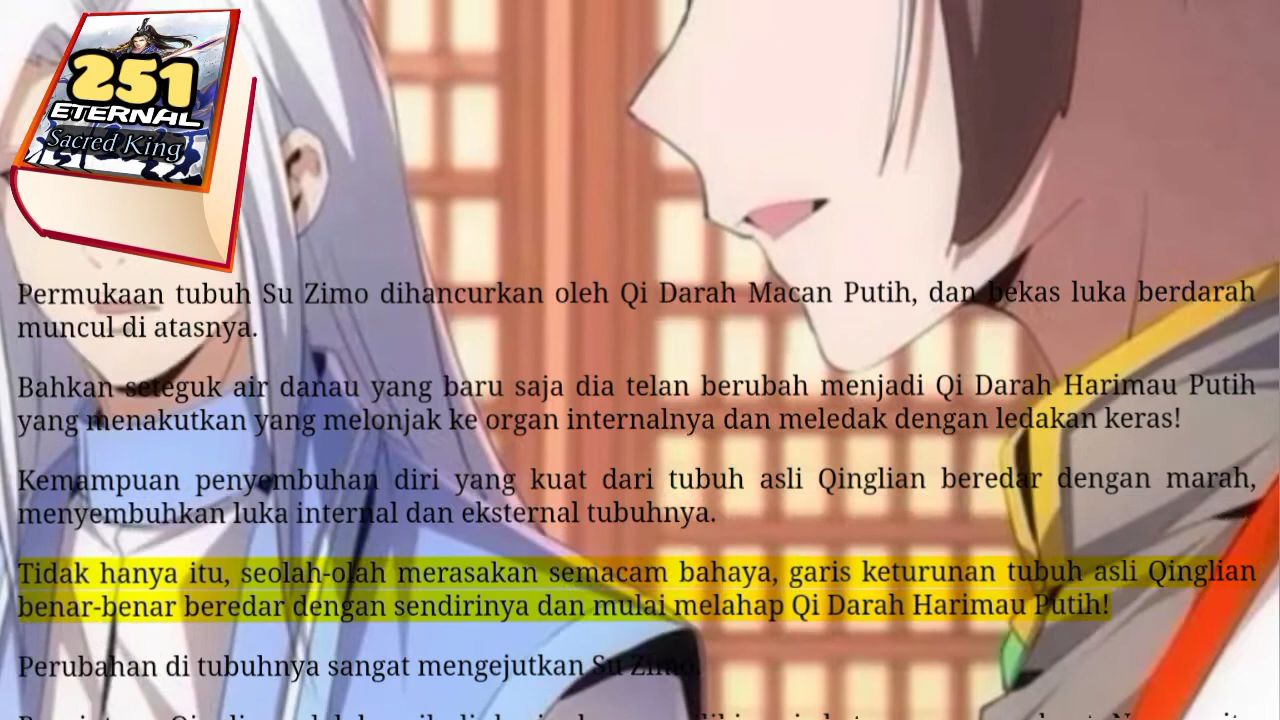 251
ETERNAL
Sacred King
Permukaan tubuh Su Zimo dihancurkan oleh Qi Darah Macan Putih, dan bekas luka berdarah
muncul di atasnya.
Bahkan seteguk air danau yang baru saja dia telan berubah menjadi Qi Darah Harimau Putih
yang menakutkan yang melonjak ke organ internalnya dan meledak dengan ledakan keras!
Kemampuan penyembuhan diri yang kuat dari tubuh asli Qinglian beredar dengan marah,
menyembuhkan luka internal dan eksternal tubuhnya.
Tidak hanya itu, seolah-olah merasakan semacam bahaya, garis keturunan tubuh asli Qinglian
benar-benar beredar dengan sendirinya dan mulai melahap Qi Darah Harimau Putih!
Perubahan di tubuhnya sangat mengejutkan Su Zimo.